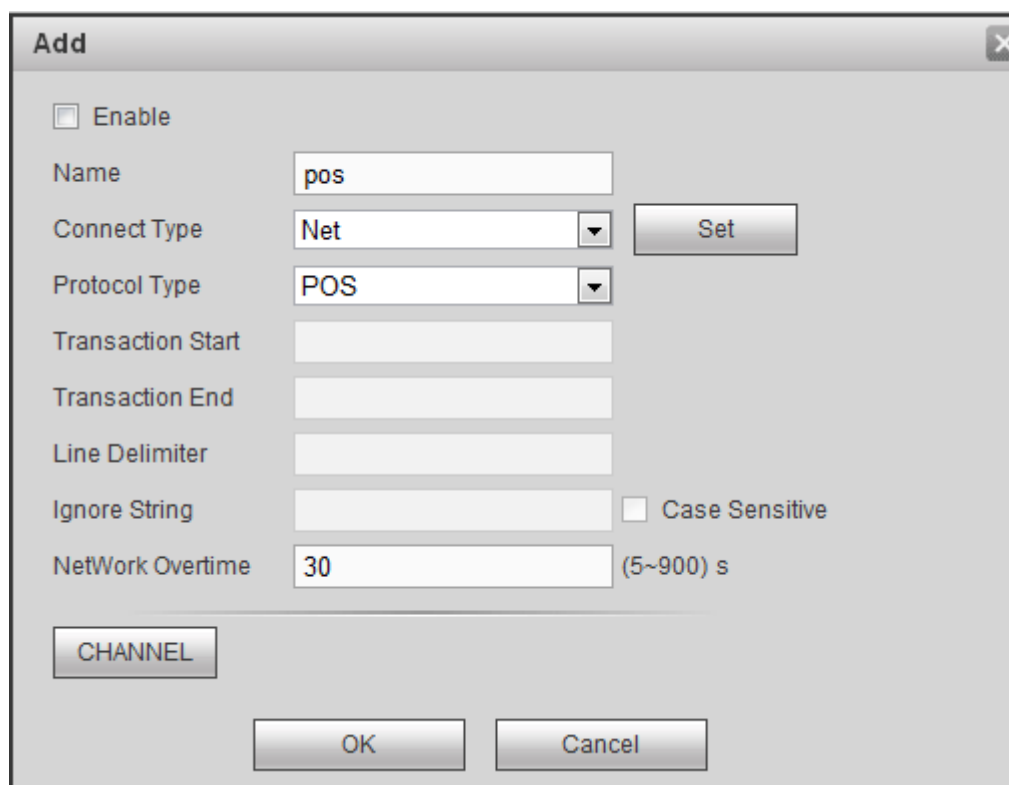 Add
Enable
Name pos
Connect Type Net Set
Protocol Type POS
Transaction Start
Transaction End
Line Delimiter
Ignore String Case Sensitive
NetWork Overtime 30 (5~900) s
CHANNEL
OK Cancel